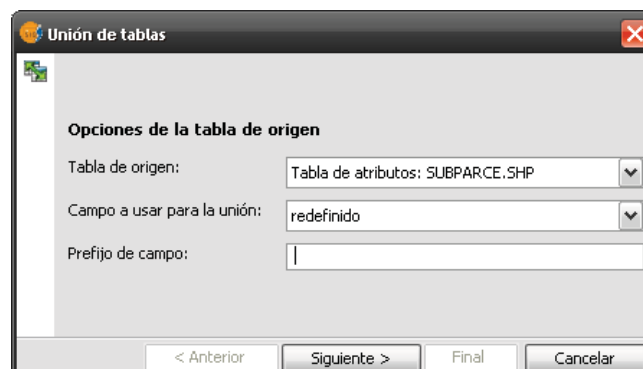 Unión de tablas
Opciones de la tabla de origen
Tabla de origen: Tabla de atributos: SUBPARCE.SHP
Campo a usar para la unión: redefinido
Prefijo de campo:
< Anterior Siguiente > Final Cancelar